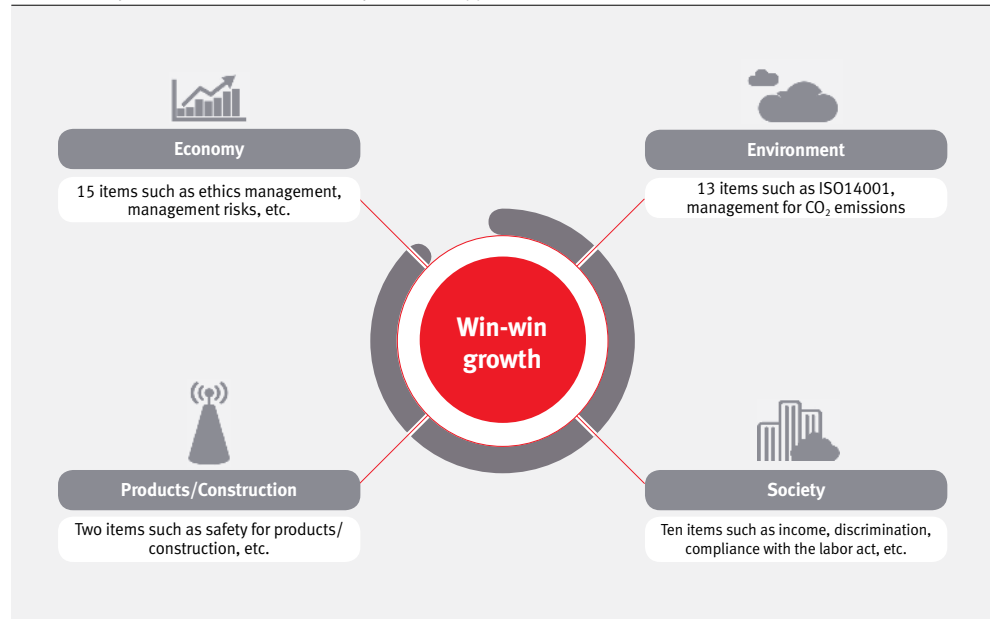 Economy
15 items such as ethics management,
management risks, etc.
Environment
13 items such as ISO14001,
management for CO₂ emissions
Win-win
growth
Products/Construction
Two items such as safety for products/
construction, etc.
Society
Ten items such as income, discrimination,
compliance with the labor act, etc.